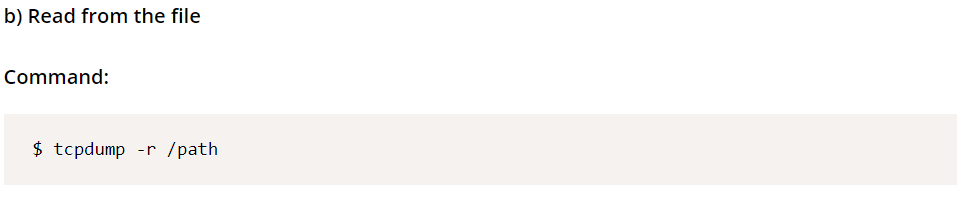 b) Read from the file
Command:
$ tcpdump -r /path